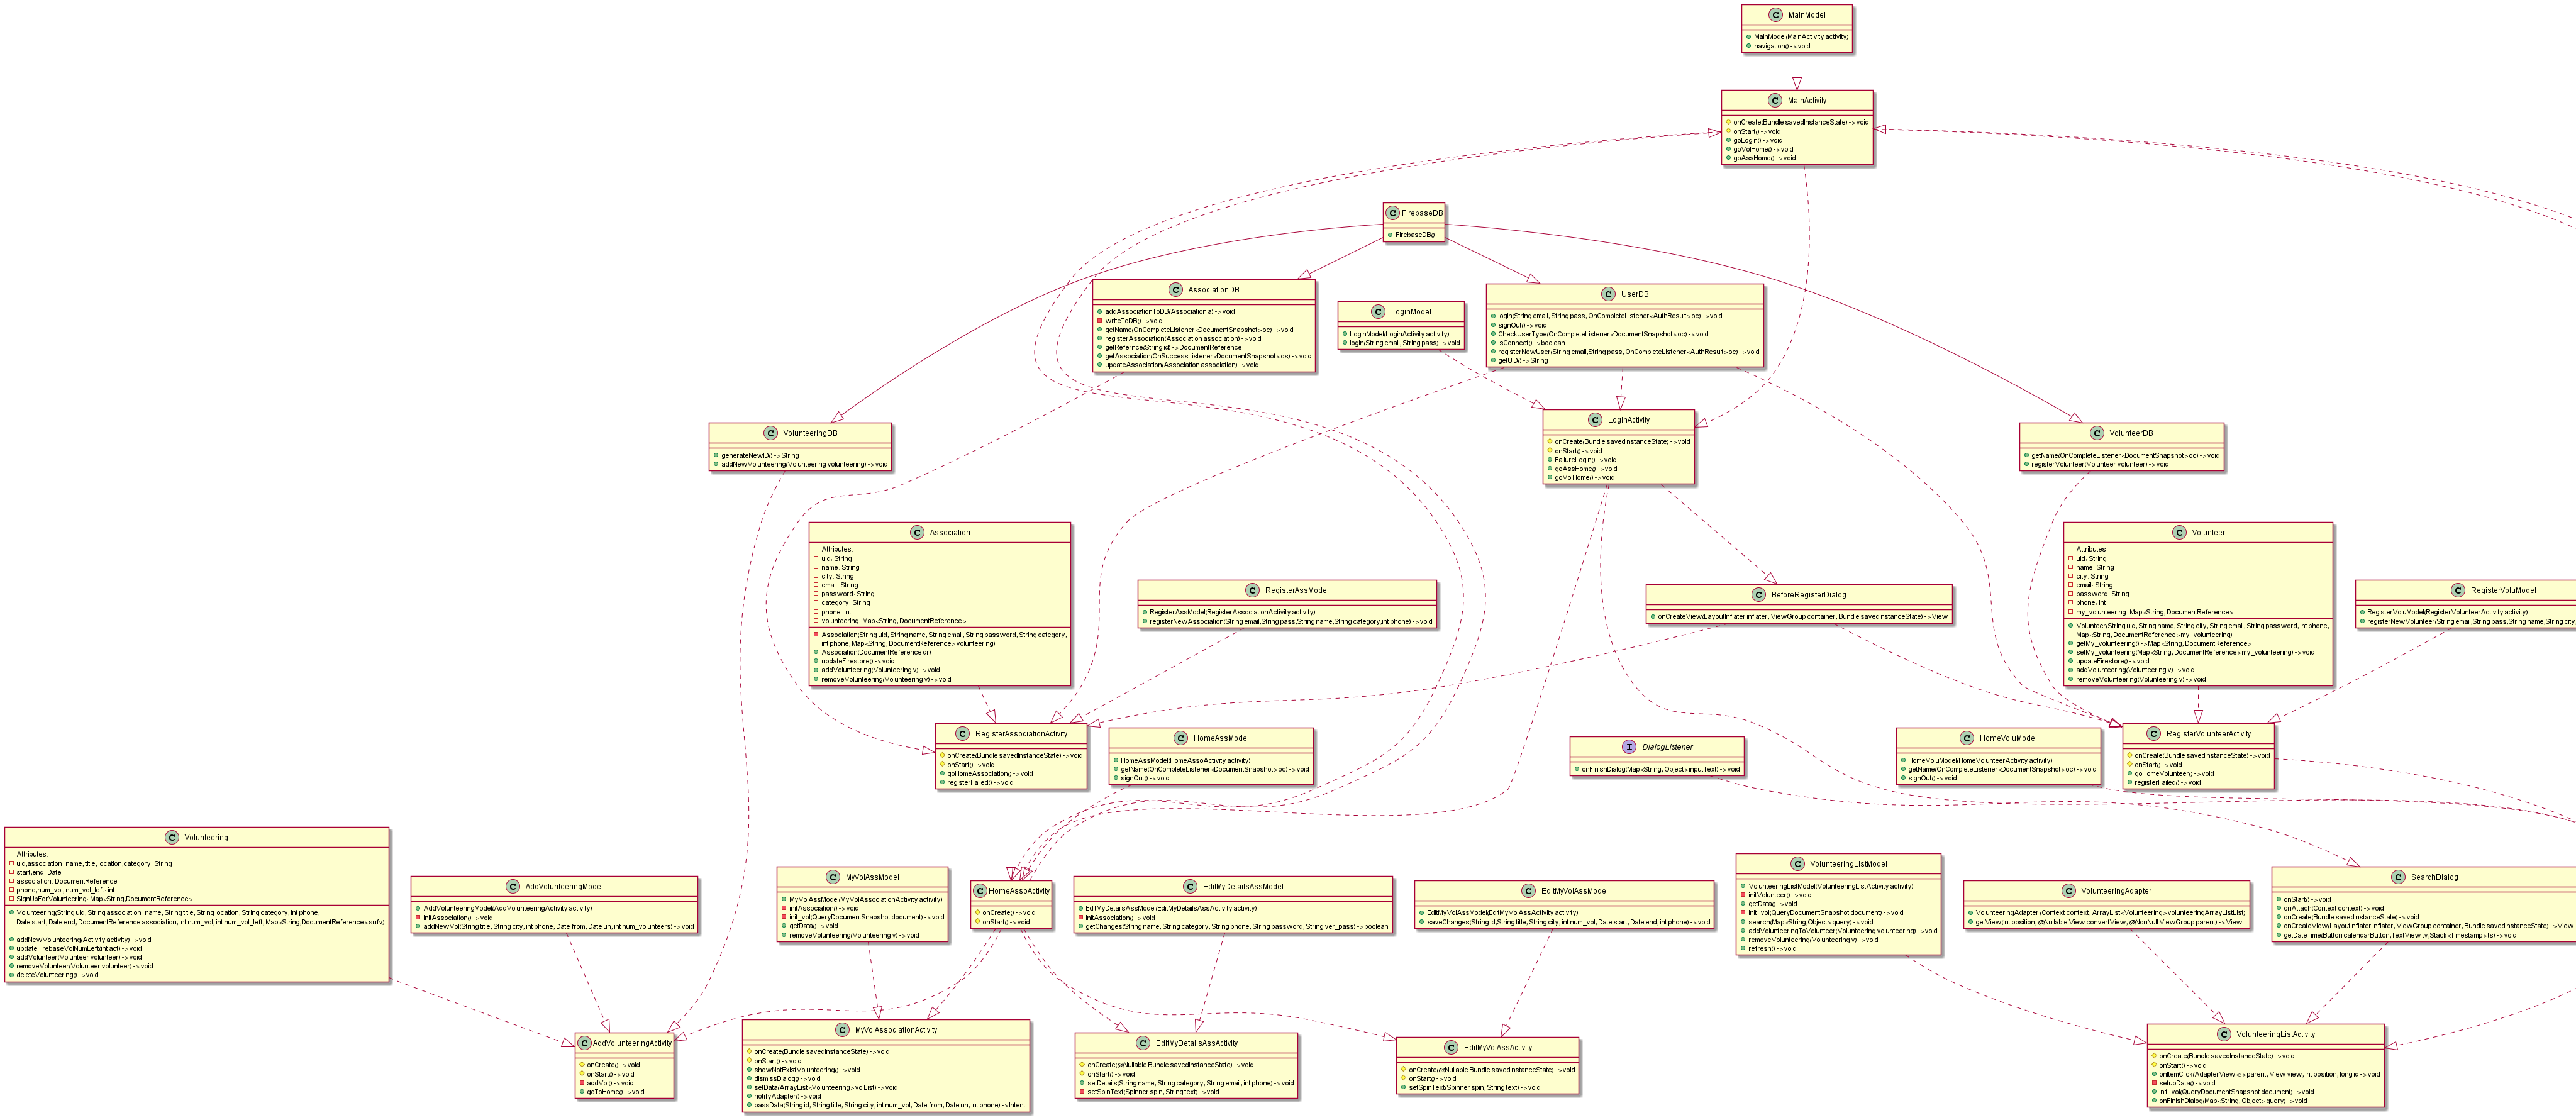 MainModel
MainModel(MainActivity activity)
navigation()->void
MainActivity
onCreate(Bundle savedInstanceState)->void
onStart()->void
goLogin()->void
goVolHome()->void
goAssHome()->void
FirebaseDB
FirebaseDB()
AssociationDB
addAssociationToDB(Association a)->void
writeToDB()->void
getName(OnCompleteListener<DocumentSnapshot>oc)->void
registerAssociation(Association association)->void
getRefernce(String id)->DocumentReference
getAssociation(OnSuccessListener<DocumentSnapshot>os)->void
updateAssociation(Association association)->void
LoginModel
LoginModel(LoginActivity activity)
login(String email, String pass)->void
UserDB
login(String email, String pass, OnCompleteListener<AuthResult>oc)->void
signOut()->void
CheckUserType(OnCompleteListener<DocumentSnapshot>oc)->void
isConnect()->boolean
registerNewUser(String email,String pass, OnCompleteListener<AuthResult>oc)->void
getUID()->String
VolunteeringDB
generateNewID()->String
addNewVolunteering(Volunteering volunteering)->void
LoginActivity
onCreate(Bundle savedInstanceState)->void
onStart()->void
FailureLogin()->void
goAssHome()->void
goVolHome()->void
VolunteerDB
getName(OnCompleteListener<DocumentSnapshot>oc)->void
registerVolunteer(Volunteer volunteer)->void
Association
Attributes:
uid: String
name: String
city: String
email: String
password: String
category: String
phone: int
volunteering: Map<String, DocumentReference>
Association(String uid, String name, String email, String password, String category,
int phone, Map<String, DocumentReference>volunteering)
Association(DocumentReference dr)
updateFirestore()->void
addVolunteering(Volunteering v)->void
removeVolunteering(Volunteering v)->void
RegisterAssModel
RegisterAssModel(RegisterAssociationActivity activity)
registerNewAssociation(String email,String pass,String name,String category,int phone)->void
BeforeRegisterDialog
onCreateView(LayoutInflater inflater, ViewGroup container, Bundle savedInstanceState)->View
Volunteer
Attributes:
uid: String
name: String
city: String
email: String
password: String
phone: int
my_volunteering: Map<String, DocumentReference>
Volunteer(String uid, String name, String city, String email, String password, int phone,
Map<String, DocumentReference>my_volunteering)
getMy_volunteering()->Map<String, DocumentReference>
setMy_volunteering(Map<String, DocumentReference>my_volunteering)->void
updateFirestore()->void
addVolunteering(Volunteering v)->void
removeVolunteering(Volunteering v)->void
RegisterVoluModel
RegisterVoluModel(RegisterVolunteerActivity activity)
registerNewVolunteer(String email,String pass,String name,String city
RegisterAssociationActivity
onCreate(Bundle savedInstanceState)->void
onStart()->void
goHomeAssociation()->void
registerFailed()->void
HomeAssModel
HomeAssModel(HomeAssoActivity activity)
getName(OnCompleteListener<DocumentSnapshot>oc)->void
signOut()->void
DialogListener
onFinishDialog(Map<String, Object>inputText)->void
HomeVoluModel
HomeVoluModel(HomeVolunteerActivity activity)
getName(OnCompleteListener<DocumentSnapshot>oc)->void
signOut()->void
RegisterVolunteerActivity
onCreate(Bundle savedInstanceState)->void
onStart()->void
goHomeVolunteer()->void
registerFailed()->void
Volunteering
Attributes:
uid,association_name,title,location,category: String
start,end: Date
association: DocumentReference
phone,num_vol,num_vol_left: int
SignUpForVolunteering: Map<String,DocumentReference>
Volunteering(String uid, String association_name, String title, String location, String category, int phone,
Date start, Date end, DocumentReference association, int num_vol, int num_vol_left, Map<String,DocumentReference>sufv)
addNewVolunteering(Activity activity)->void
updateFirebaseVolNumLeft(int act)->void
addVolunteer(Volunteer volunteer)->void
removeVolunteer(Volunteer volunteer)->void
deleteVolunteering()->void
AddVolunteeringModel
AddVolunteeringModel(AddVolunteeringActivity activity)
initAssociation()->void
addNewVol(String title, String city, int phone, Date from, Date un, int num_volunteers)->void
MyVolAssModel
MyVolAssModel(MyVolAssociationActivity activity)
initAssociation()->void
init_vol(QueryDocumentSnapshot document)->void
getData()->void
removeVolunteering(Volunteering v)->void
HomeAssoActivity
onCreate()->void
onStart()->void
EditMyDetailsAssModel
EditMyDetailsAssModel(EditMyDetailsAssActivity activity)
initAssociation()->void
getChanges(String name, String category, String phone, String password, String ver_pass)->boolean
EditMyVolAssModel
EditMyVolAssModel(EditMyVolAssActivity activity)
saveChanges(String id,String title, String city, int num_vol, Date start, Date end, int phone)->void
VolunteeringListModel
VolunteeringListModel(VolunteeringListActivity activity)
initVolunteer()->void
getData()->void
init_vol(QueryDocumentSnapshot document)->void
search(Map<String,Object>query)->void
addVolunteeringToVolunteer(Volunteering volunteering)->void
removeVolunteering(Volunteering v)->void
refresh()->void
VolunteeringAdapter
VolunteeringAdapter (Context context, ArrayList<Volunteering>volunteeringArrayListList)
getView(int position, @Nullable View convertView, @NonNull ViewGroup parent)->View
SearchDialog
onStart()->void
onAttach(Context context)->void
onCreate(Bundle savedInstanceState)->void
onCreateView(LayoutInflater inflater, ViewGroup container, Bundle savedInstanceState)->View
getDateTime(Button calendarButton,TextView tv,Stack<Timestamp>ts)->void
AddVolunteeringActivity
onCreate()->void
onStart()->void
addVol()->void
goToHome()->void
MyVolAssociationActivity
onCreate(Bundle savedInstanceState)->void
onStart()->void
showNotExistVolunteering()->void
dismissDialog()->void
setData(ArrayList<Volunteering>volList)->void
notifyAdapter()->void
passData(String id, String title, String city, int num_vol, Date from, Date un, int phone)->Intent
EditMyDetailsAssActivity
onCreate(@Nullable Bundle savedInstanceState)->void
onStart()->void
setDetails(String name, String category, String email, int phone)->void
setSpinText(Spinner spin, String text)->void
EditMyVolAssActivity
onCreate(@Nullable Bundle savedInstanceState)->void
onStart()->void
setSpinText(Spinner spin, String text)->void
VolunteeringListActivity
onCreate(Bundle savedInstanceState)->void
onStart()->void
onItemClick(AdapterView<?>parent, View view, int position, long id->void
setupData()->void
init_vol(QueryDocumentSnapshot document)->void
onFinishDialog(Map<String, Object>query)->void